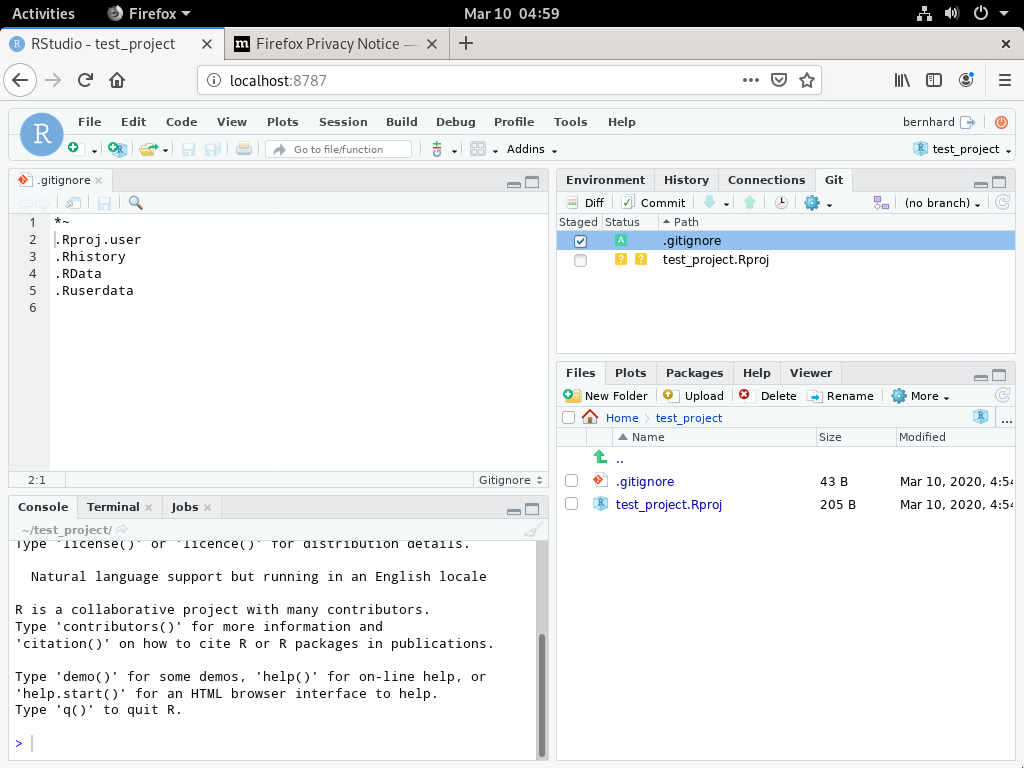 Activities Firefox Mar 10 04:59
RStudio - test_project Firefox Privacy Notice —
localhost:8787
File Edit Code View Plots Session Build Debug Profile Tools Help bernhard
Go to file/function Addins test_project
.gitignore
1 *~
2 .Rproj.user
3 .Rhistory
4 .RData
5 .Ruserdata
6
2:1 Gitignore
Console Terminal Jobs
~/test_project/
Type 'license()' or 'licence()' for distribution details.
Natural language support but running in an English locale
R is a collaborative project with many contributors.
Type 'contributors()' for more information and
'citation()' on how to cite R or R packages in publications.
Type 'demo()' for some demos, 'help()' for on-line help, or
'help.start()' for an HTML browser interface to help.
Type 'q()' to quit R.
>
Environment History Connections Git
Diff Commit (no branch)
Staged Status Path
A .gitignore
? ? test_project.Rproj
Files Plots Packages Help Viewer
New Folder Upload Delete Rename More
Home test_project ...
Name Size Modified
..
.gitignore 43 B Mar 10, 2020, 4:54
test_project.Rproj 205 B Mar 10, 2020, 4:54